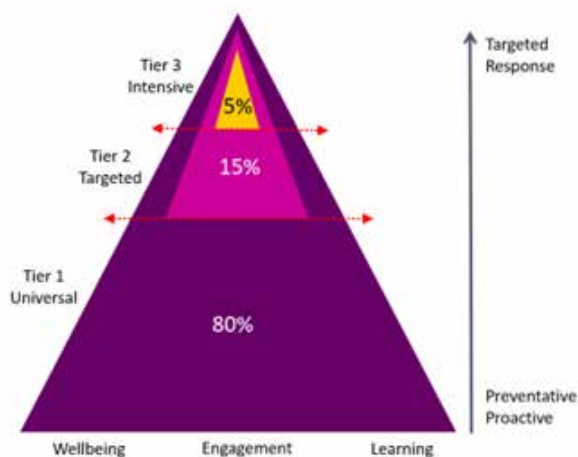 Tier 3
Intensive
5%
Targeted
Response
Tier 2
Targeted
15%
Tier 1
Universal
80%
Preventative
Proactive
Wellbeing
Engagement
Learning